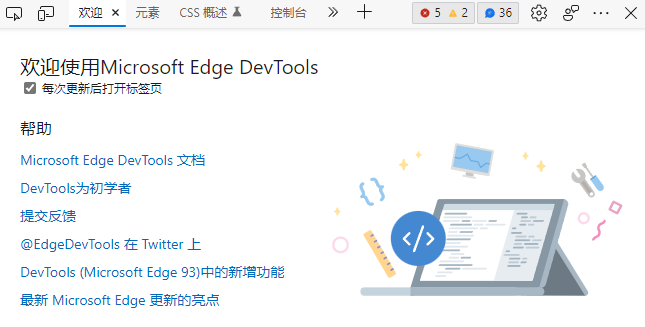 欢迎 元素 CSS 概述 控制台 5 2 36
欢迎使用Microsoft Edge DevTools
每次更新后打开标签页
帮助
Microsoft Edge DevTools 文档
DevTools为初学者
提交反馈
@EdgeDevTools 在 Twitter 上
DevTools (Microsoft Edge 93)中的新增功能
最新 Microsoft Edge 更新的亮点